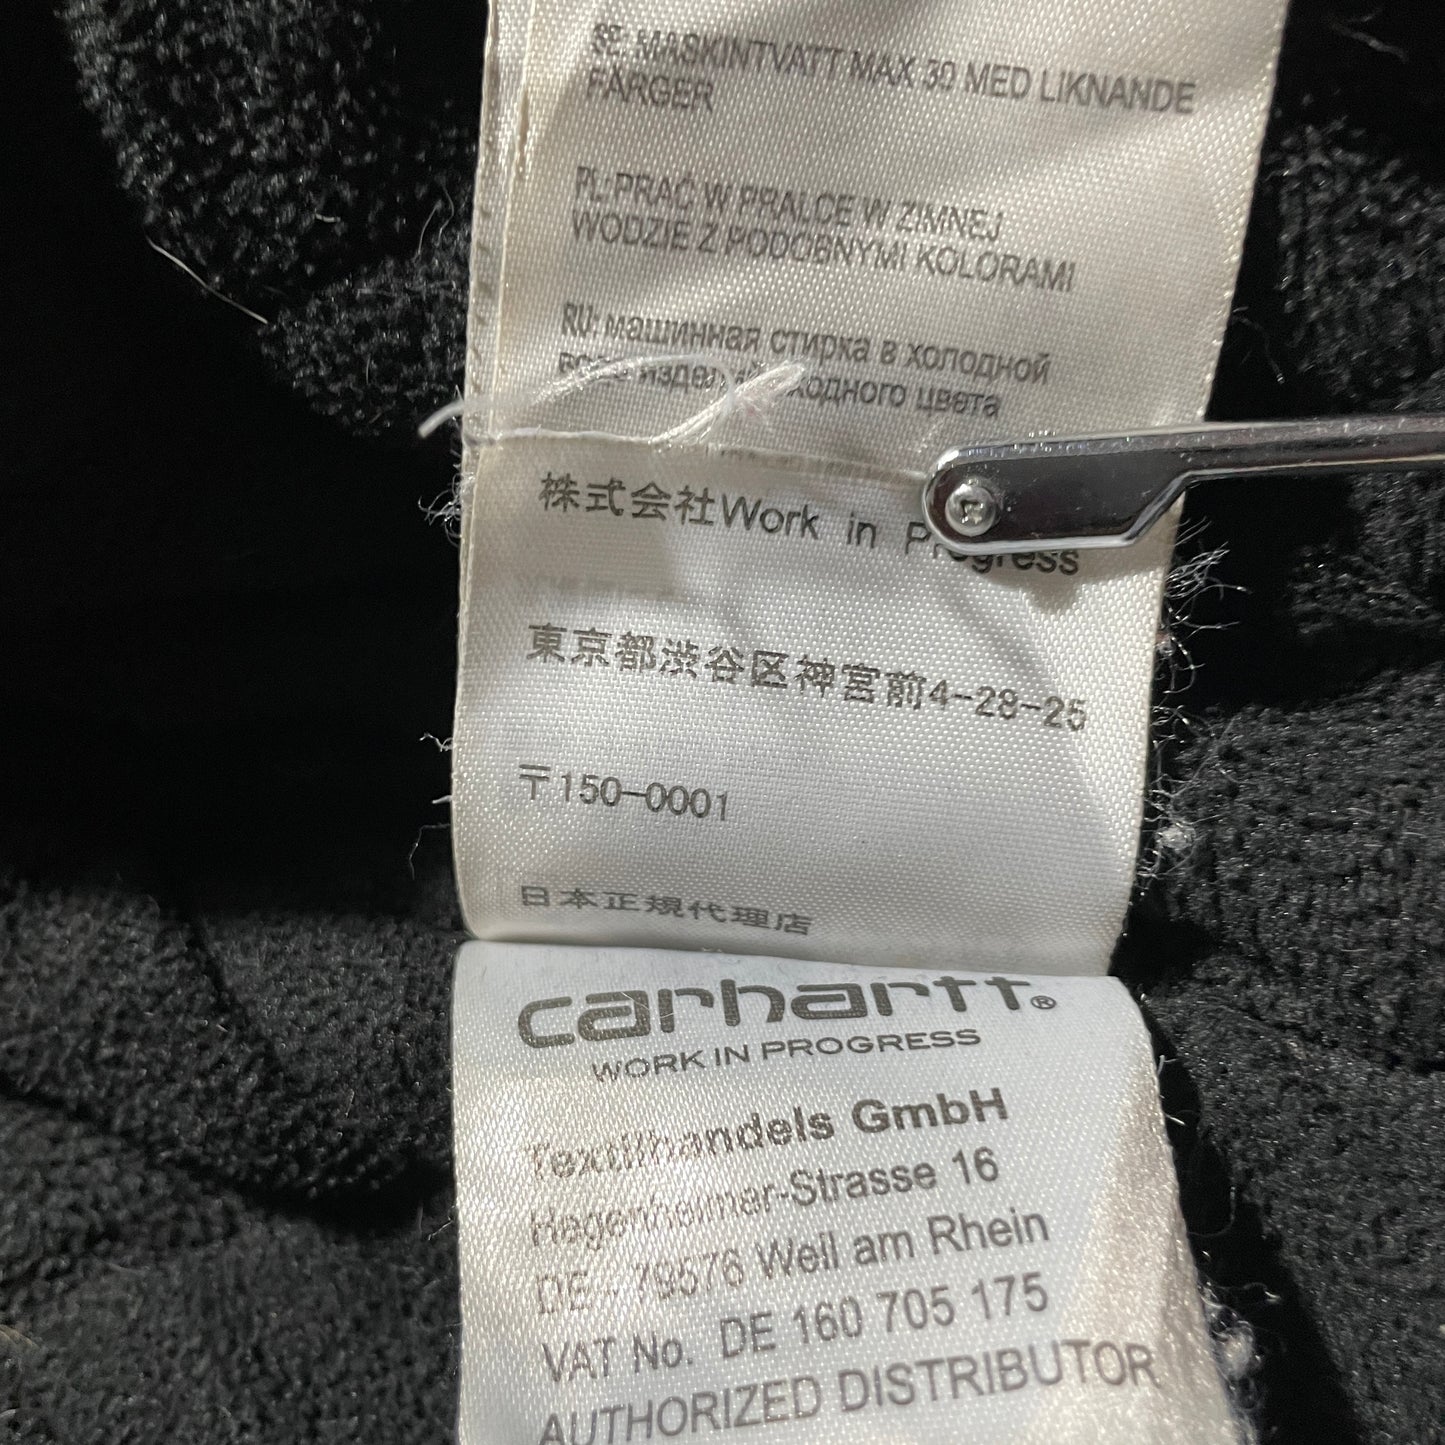 SE: MASKINTVATT MAX 30 MED LIKNANDE
FÄRGER
PL: PRAĆ W PRALCE W ZIMNEJ
WODZIE Z PODOBNYMI KOLORAMI
RU: машинная стирка в холодной
цвета
株式会社Work in Progress
東京都渋谷区神宮前4-28-25
〒150-0001
日本正規代理店
carhartt®
WORK IN PROGRESS
Textilhandels GmbH
Hegenheimer-Strasse 16
DE - 79576 Weil am Rhein
VAT No. DE 160 705 175
AUTHORIZED DISTRIBUTOR